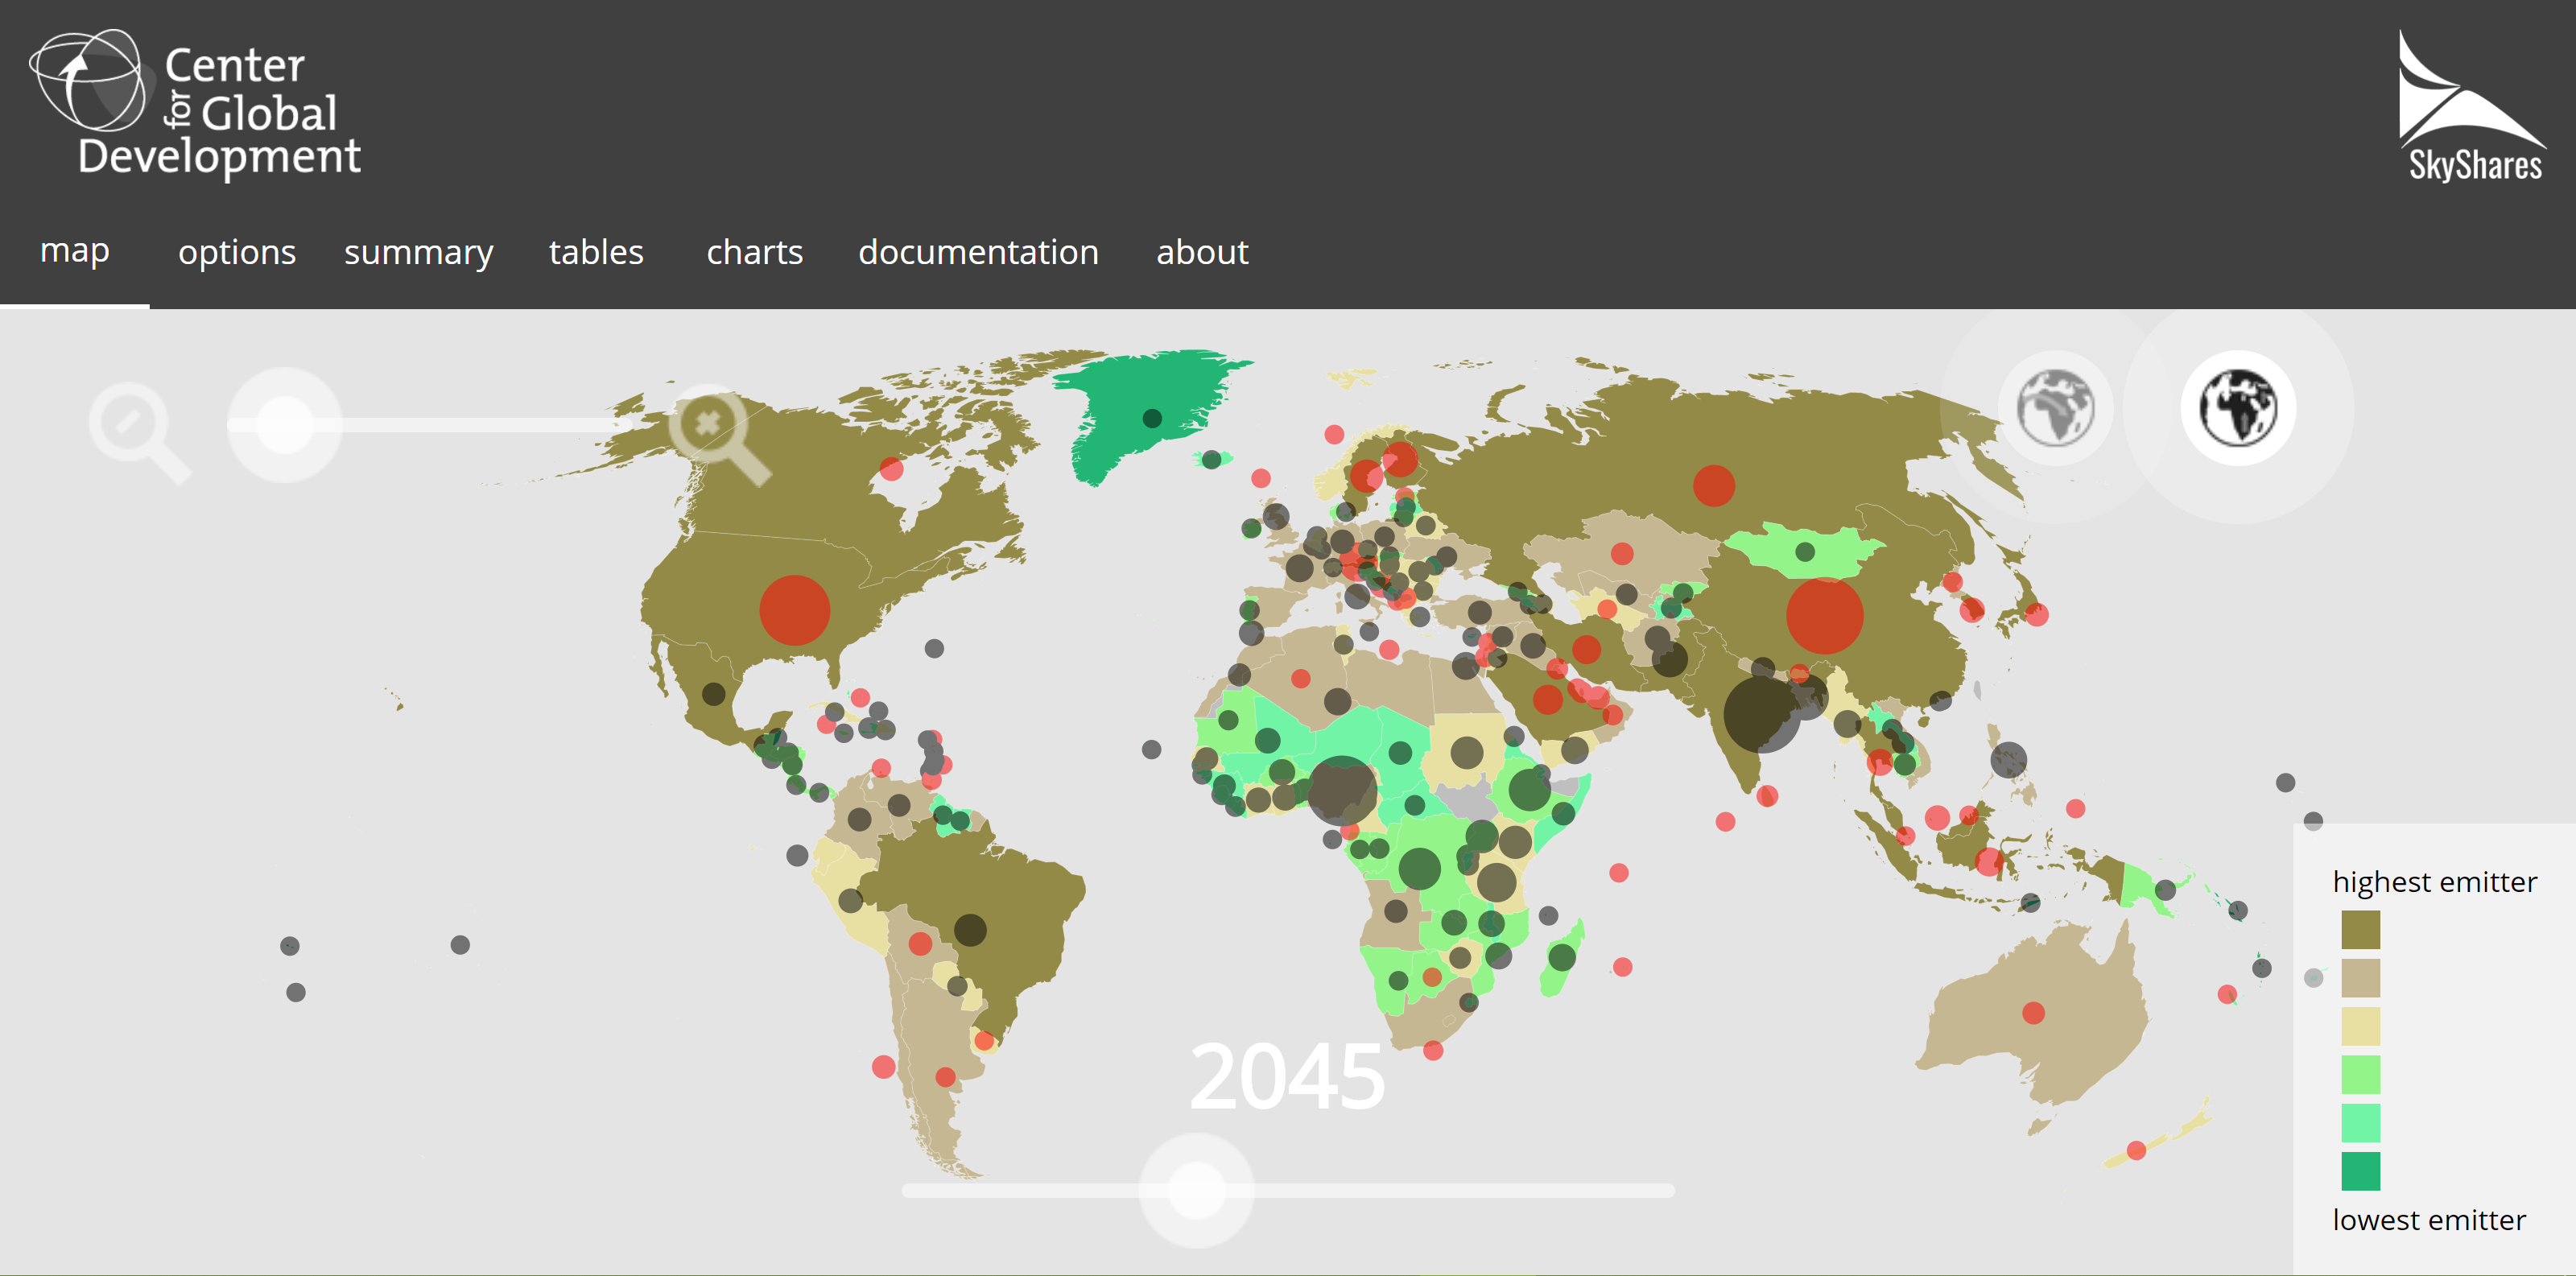 Center
for Global
Development
SkyShares
map options summary tables charts documentation about
highest emitter
2045
lowest emitter